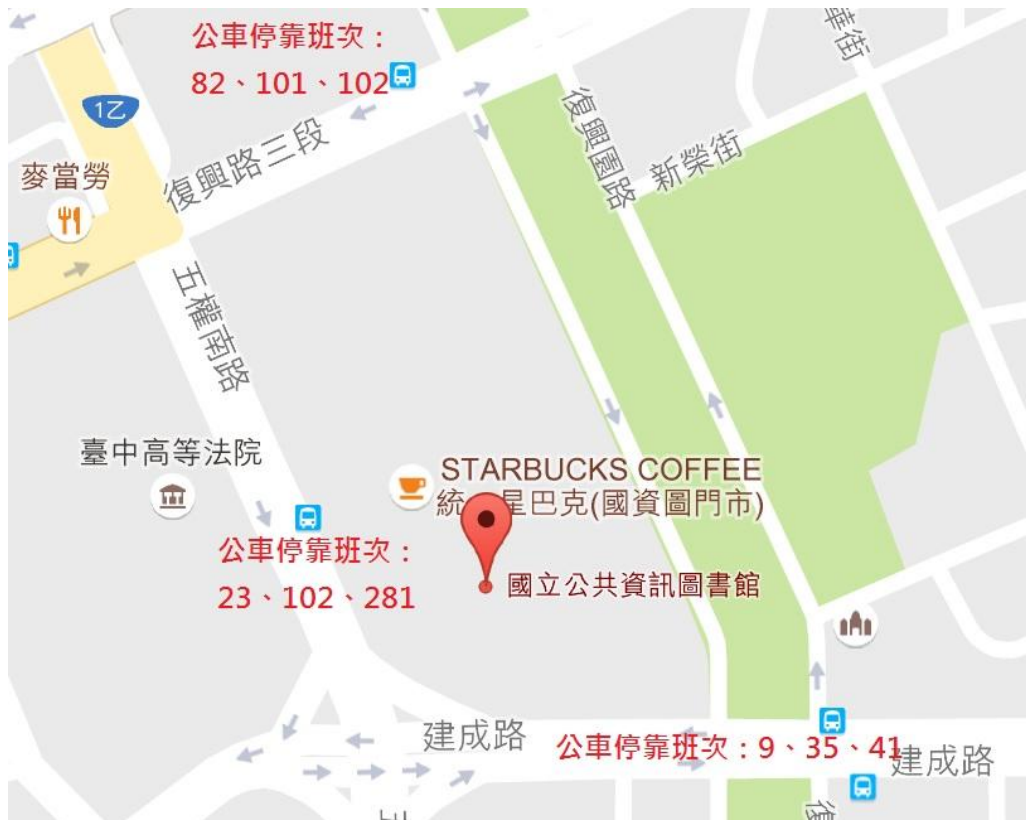 公車停靠班次：
82、101、102
1乙
麥當勞
復興路三段
復興園路
新榮街
華街
五權南路
臺中高等法院
STARBUCKS COFFEE
統一星巴克(國資圖門市)
公車停靠班次：
23、102、281
國立公共資訊圖書館
建成路
公車停靠班次：9、35、41
建成路